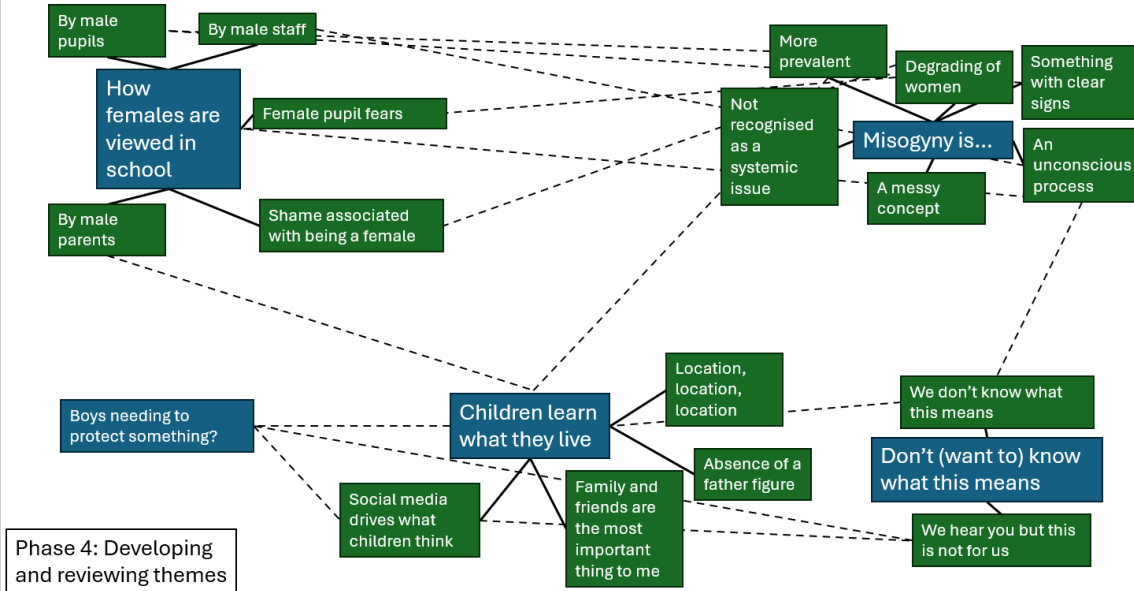 By male
pupils
By male staff
How
females are
viewed in
school
Female pupil fears
By male
parents
Shame associated
with being a female
More
prevalent
Degrading of
women
Something
with clear
signs
Not
recognised
as a
systemic
issue
Misogyny is...
An
unconscious
process
A messy
concept
Boys needing to
protect something?
Children learn
what they live
Location,
location,
location
Absence of a
father figure
Social media
drives what
children think
Family and
friends are
the most
important
thing to me
We don’t know what
this means
Don’t (want to) know
what this means
We hear you but this
is not for us
Phase 4: Developing
and reviewing themes